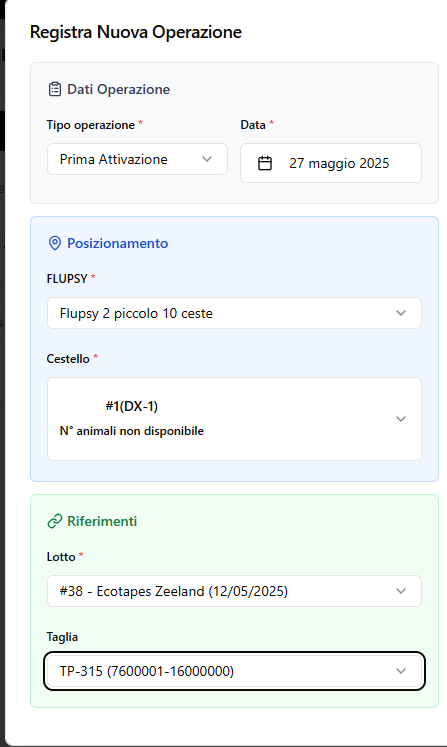 Registra Nuova Operazione
Dati Operazione
Tipo operazione *
Data *
Prima Attivazione
27 maggio 2025
Posizionamento
FLUPSY *
Flupsy 2 piccolo 10 ceste
Cestello *
#1(DX-1)
N° animali non disponibile
Riferimenti
Lotto *
#38 - Ecotapes Zeeland (12/05/2025)
Taglia
TP-315 (7600001-16000000)